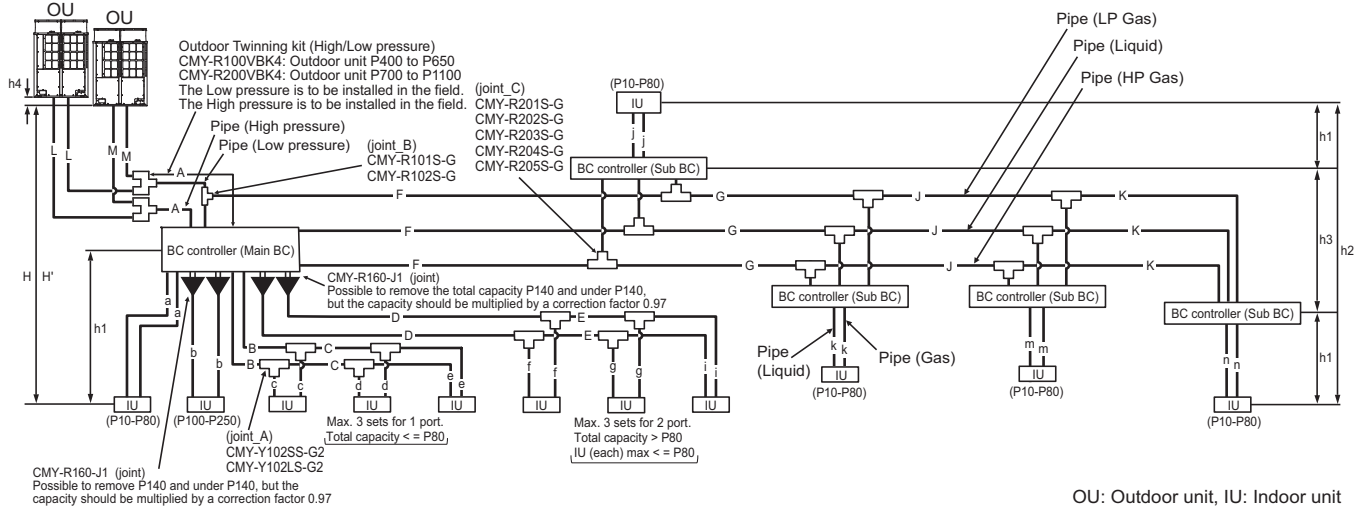 OU
OU
Outdoor Twinning kit (High/Low pressure)
CMY-R100VBK4: Outdoor unit P400 to P650
CMY-R200VBK4: Outdoor unit P700 to P1100
The Low pressure is to be installed in the field.
The High pressure is to be installed in the field.
Pipe (High pressure)
Pipe (Low pressure)
(joint_B)
CMY-R101S-G
CMY-R102S-G
(joint_C)
CMY-R201S-G
CMY-R202S-G
CMY-R203S-G
CMY-R204S-G
CMY-R205S-G
(P10-P80)
IU
j
j
BC controller (Sub BC)
Pipe (LP Gas)
Pipe (Liquid)
Pipe (HP Gas)
h4
L
L
M
M
A
A
F
G
J
K
F
G
J
K
F
G
J
K
h1
h3
h2
h1
H
H'
h1
BC controller (Main BC)
CMY-R160-J1 (joint)
Possible to remove the total capacity P140 and under P140,
but the capacity should be multiplied by a correction factor 0.97
BC controller (Sub BC)
BC controller (Sub BC)
BC controller (Sub BC)
a
a
b
b
B
C
B
C
c
c
d
d
e
e
D
E
D
E
f
f
g
g
i
i
Pipe
(Liquid)
k
k
Pipe (Gas)
m
m
n
n
IU
IU
IU
IU
IU
IU
IU
IU
IU
IU
IU
(P10-P80)
(P100-P250)
(P10-P80)
(P10-P80)
(P10-P80)
(joint_A)
CMY-Y102SS-G2
CMY-Y102LS-G2
Max. 3 sets for 1 port.
Total capacity < = P80
Max. 3 sets for 2 port.
Total capacity > P80
IU (each) max < = P80
CMY-R160-J1 (joint)
Possible to remove P140 and under P140, but the
capacity should be multiplied by a correction factor 0.97
OU: Outdoor unit, IU: Indoor unit